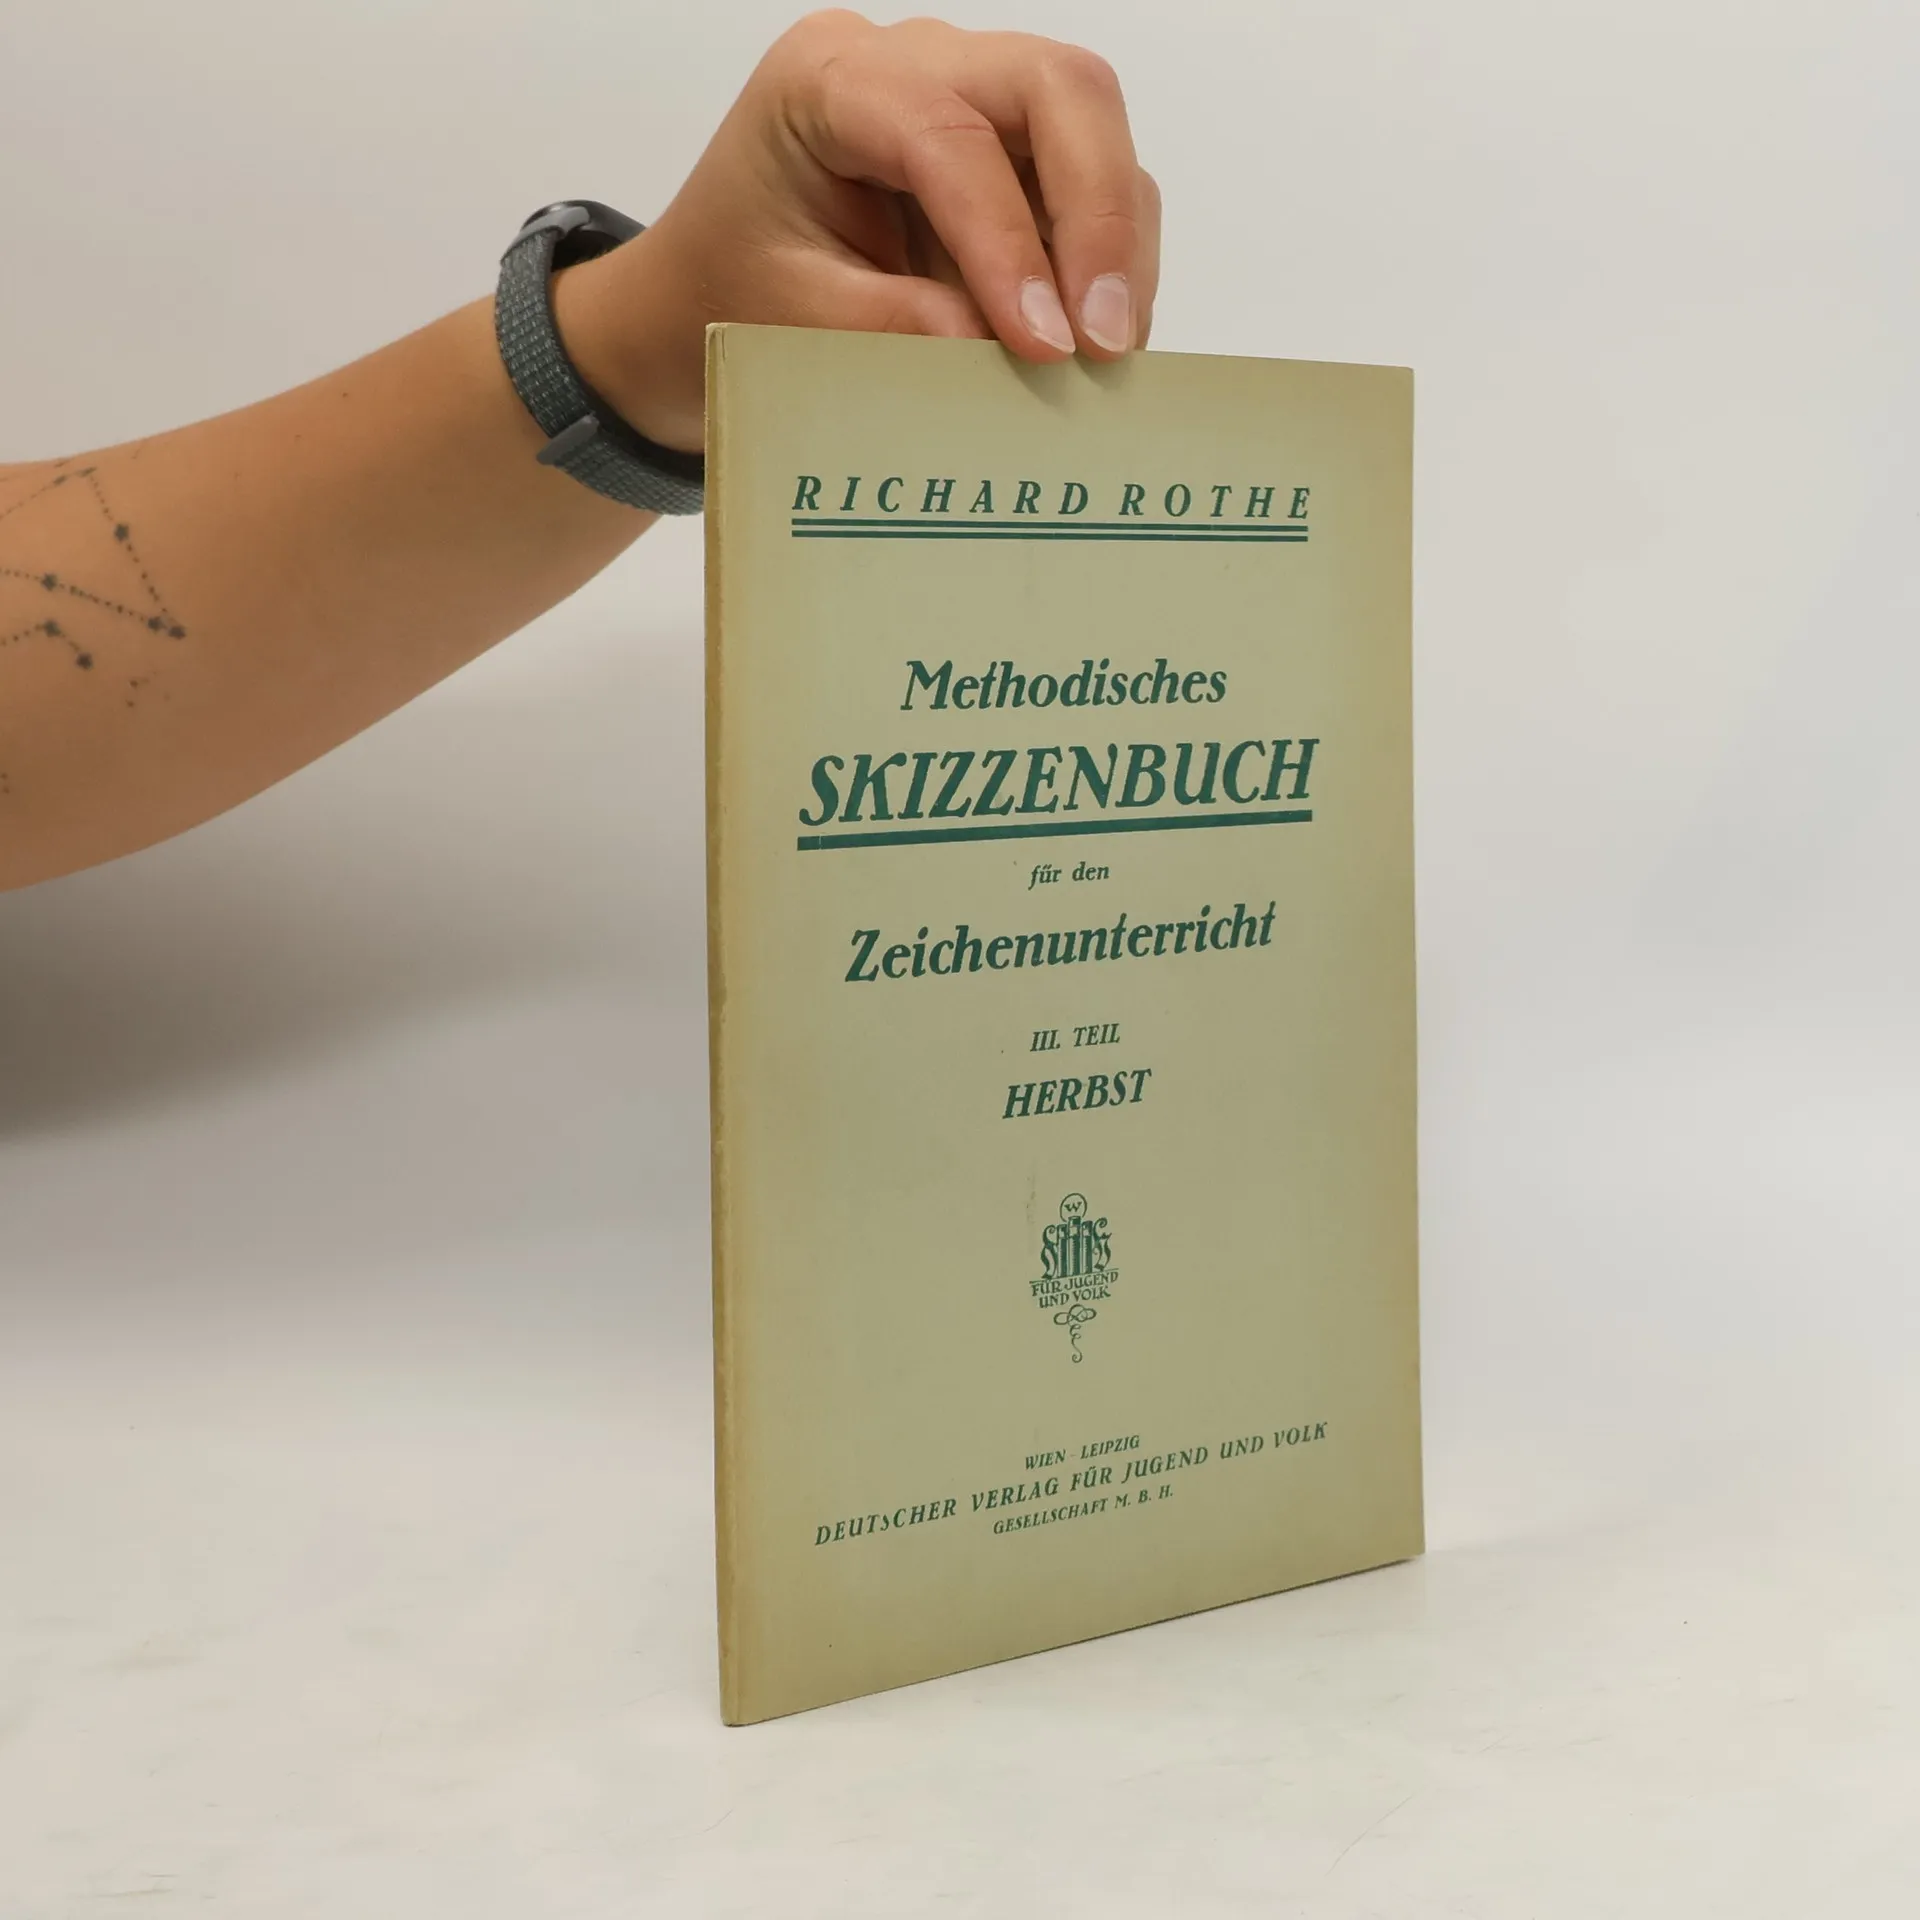 RICHARD ROTHE
Methodisches
SKIZZENBUCH
für den
Zeichenunterricht
III. TEIL
HERBST
W
FÜR JUGEND
UND VOLK
WIEN - LEIPZIG
DEUTSCHER VERLAG FÜR JUGEND UND VOLK
GESELLSCHAFT M. B. H.